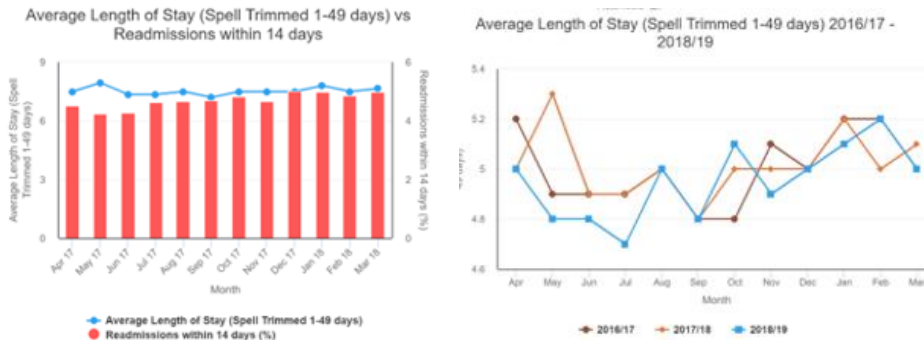 Average Length of Stay (Spell Trimmed 1-49 days) vs
Readmissions within 14 days
9
6
3
0
Average Length of Stay (Spell
Trimmed 1-49 days)
6
4
2
0
Readmissions within 14 days (%)
Apr 17
May 17
Jun 17
Jul 17
Aug 17
Sep 17
Oct 17
Nov 17
Dec 17
Jan 18
Feb 18
Mar 18
Month
Average Length of Stay (Spell Trimmed 1-49 days)
Readmissions within 14 days (%)
Average Length of Stay (Spell Trimmed 1-49 days) 2016/17 -
2018/19
5.4
5.2
5
4.8
4.6
Apr
May
Jun
Jul
Aug
Sep
Oct
Nov
Dec
Jan
Feb
Month
2016/17
2017/18
2018/19